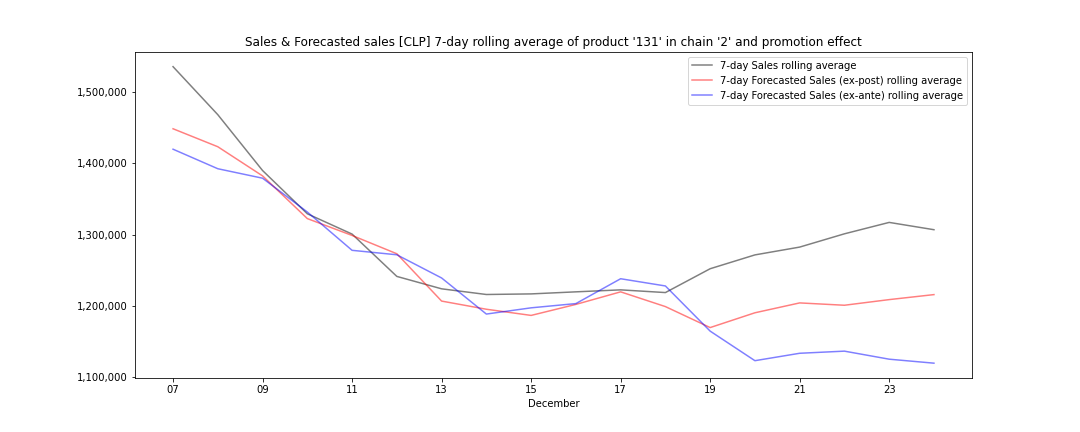 Sales & Forecasted sales [CLP] 7-day rolling average of product '131' in chain '2' and promotion effect
7-day Sales rolling average
7-day Forecasted Sales (ex-post) rolling average
7-day Forecasted Sales (ex-ante) rolling average
1,500,000
1,400,000
1,300,000
1,200,000
1,100,000
07 09 11 13 15 17 19 21 23
December